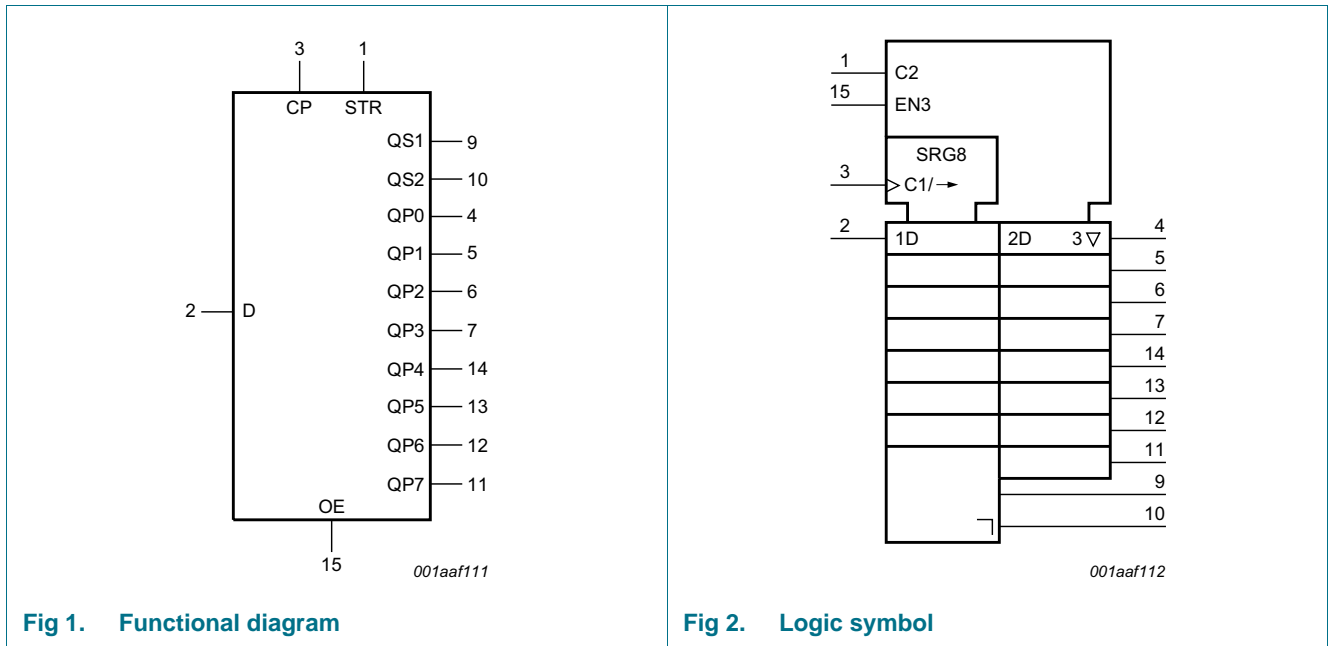 3 1
CP STR
QS1 9
QS2 10
QP0 4
QP1 5
QP2 6
2 D
QP3 7
QP4 14
QP5 13
QP6 12
QP7 11
OE
15
001aaf111
Fig 1. Functional diagram
1 C2
15 EN3
SRG8
3 C1/→
2 1D 2D 3 ▽ 4
5
6
7
14
13
12
11
9
10
001aaf112
Fig 2. Logic symbol